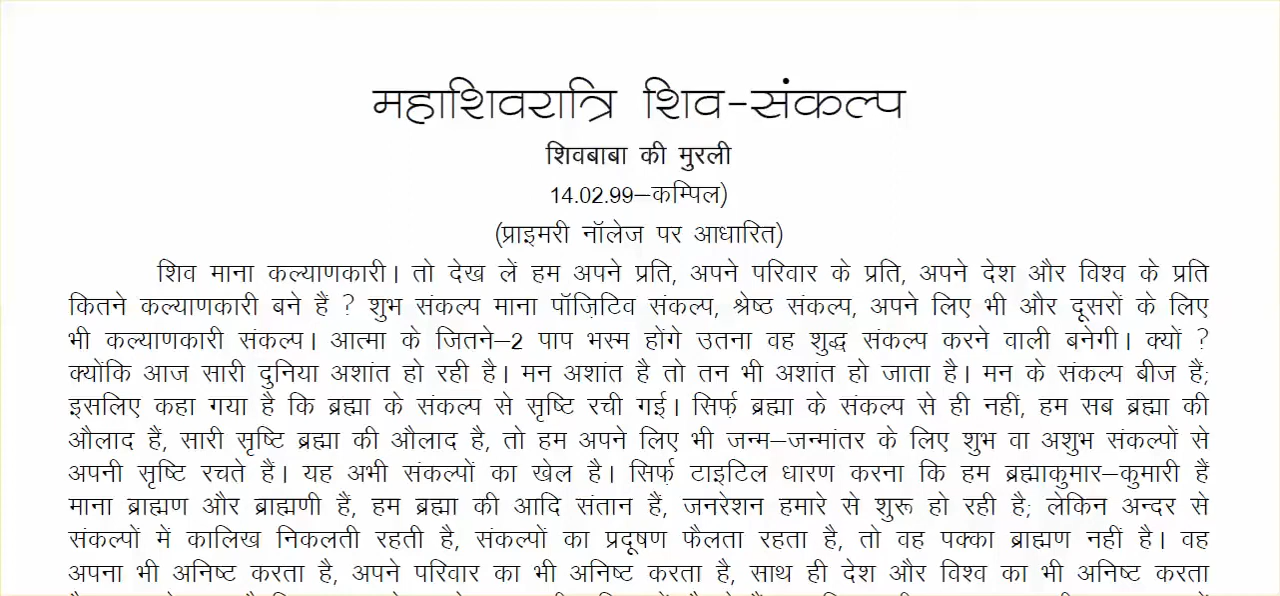 महाशिवरात्रि शिव-संकल्प
शिवबाबा की मुरली
14.02.99–कम्पिल)
(प्राइमरी नॉलेज पर आधारित)
शिव माना कल्याणकारी। तो देख लें हम अपने प्रति, अपने परिवार के प्रति, अपने देश और विश्व के प्रति
कितने कल्याणकारी बने हैं ? शुभ संकल्प माना पॉज़िटिव संकल्प, श्रेष्ठ संकल्प, अपने लिए भी और दूसरों के लिए
भी कल्याणकारी संकल्प। आत्मा के जितने–2 पाप भस्म होंगे उतना वह शुद्ध संकल्प करने वाली बनेगी। क्यों ?
क्योंकि आज सारी दुनिया अशांत हो रही है। मन अशांत है तो तन भी अशांत हो जाता है। मन के संकल्प बीज हैं;
इसलिए कहा गया है कि ब्रह्मा के संकल्प से सृष्टि रची गई। सिर्फ़ ब्रह्मा के संकल्प से ही नहीं, हम सब ब्रह्मा की
औलाद हैं, सारी सृष्टि ब्रह्मा की औलाद है, तो हम अपने लिए भी जन्म–जन्मांतर के लिए शुभ वा अशुभ संकल्पों से
अपनी सृष्टि रचते हैं। यह अभी संकल्पों का खेल है। सिर्फ़ टाइटिल धारण करना कि हम ब्रह्माकुमार–कुमारी हैं
माना ब्राह्मण और ब्राह्मणी हैं, हम ब्रह्मा की आदि संतान हैं, जनरेशन हमारे से शुरू हो रही है; लेकिन अन्दर से
संकल्पों में कालिख निकलती रहती है, संकल्पों का प्रदूषण फैलता रहता है, तो वह पक्का ब्राह्मण नहीं है। वह
अपना भी अनिष्ट करता है, अपने परिवार का भी अनिष्ट करता है, साथ ही देश और विश्व का भी अनिष्ट करता